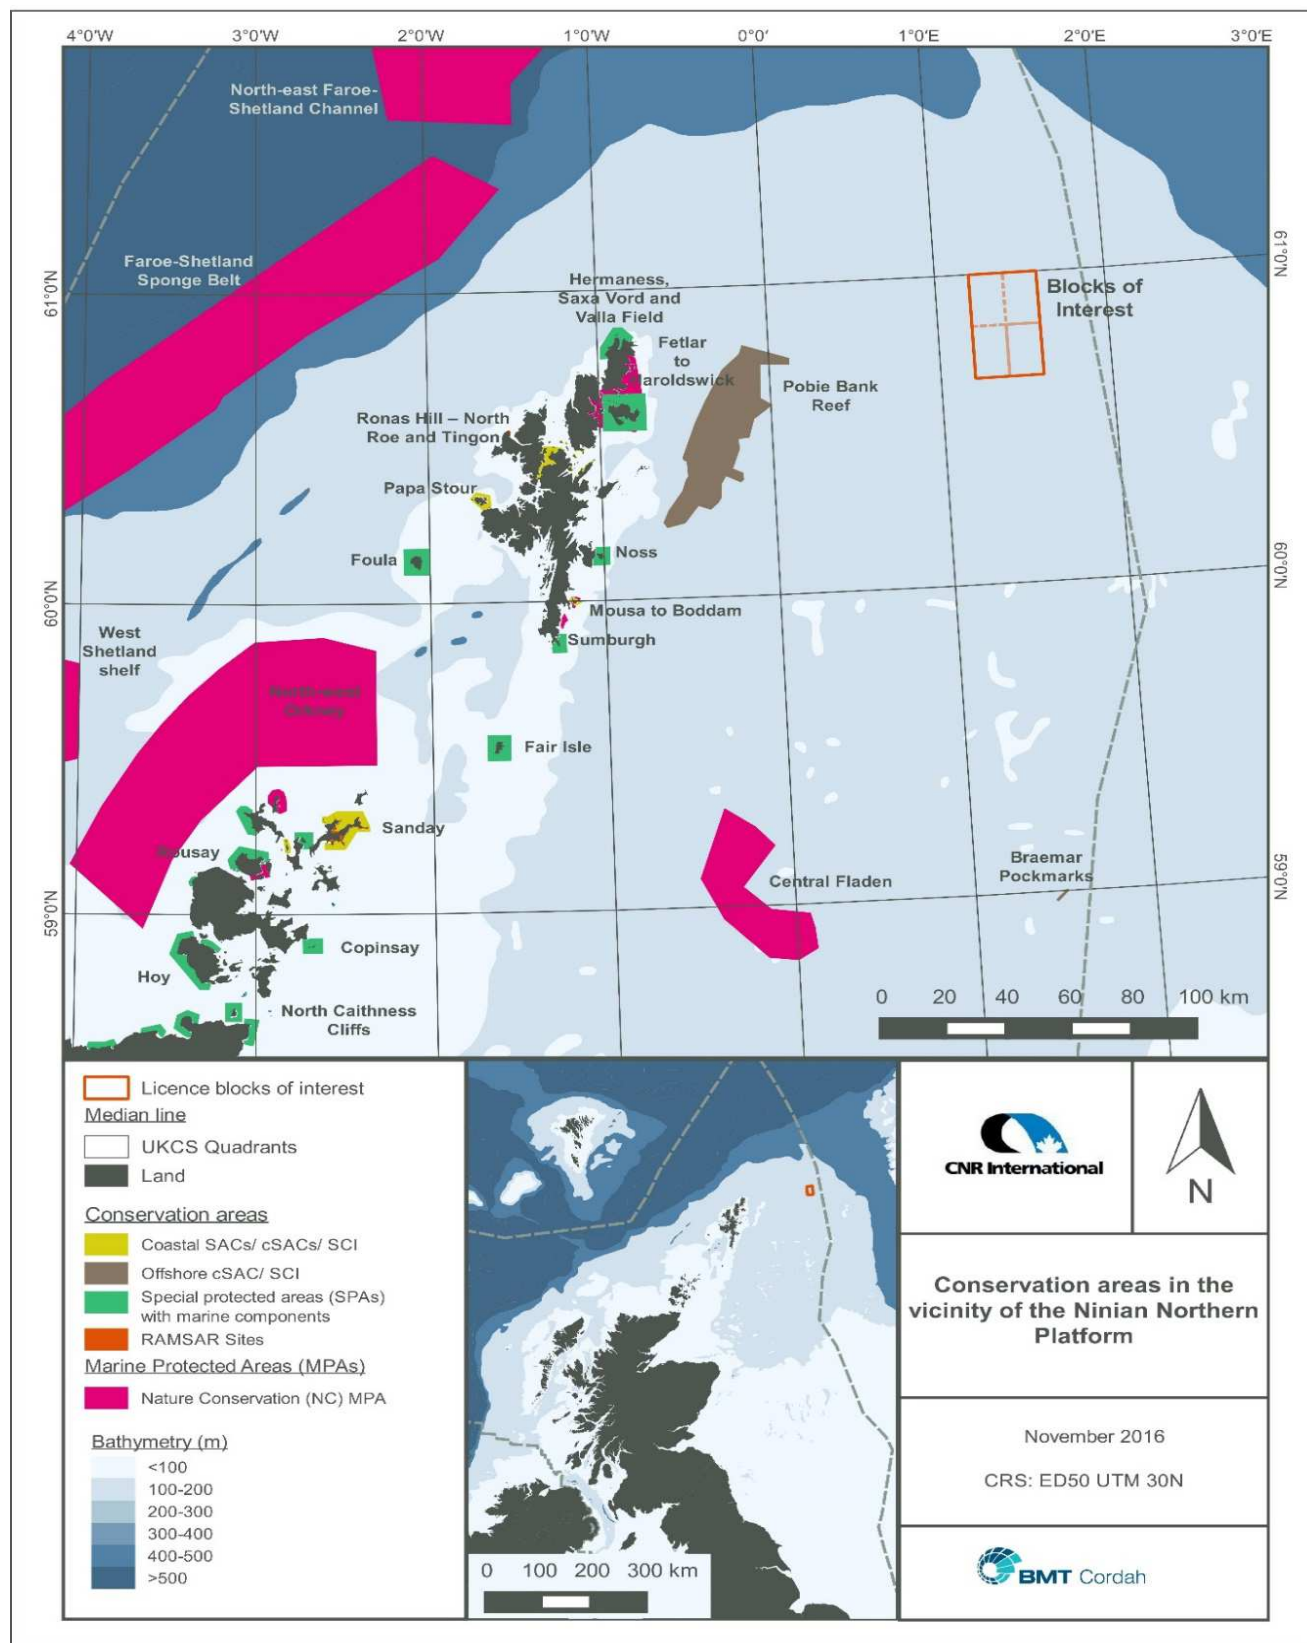 4°0'W
3°0'W
2°0'W
1°0'W
0°0'
1°0'E
2°0'E
3°0'E
North-east Faroe-
Shetland Channel
Faroe-Shetland
Sponge Belt
61°0'N
61°0'N
Hermaness,
Saxa Vord and
Valla Field
Blocks of
Interest
Fetlar
to
Haroldswick
Pobie Bank
Reef
Ronas Hill – North
Roe and Tingon
Papa Stour
Foula
Noss
60°0'N
60°0'N
Mousa to Boddam
West
Shetland
shelf
Sumburgh
North-west
Orkney
Fair Isle
Sanday
Rousay
Braemar
Pockmarks
Central Fladen
59°0'N
59°0'N
Copinsay
Hoy
North Caithness
Cliffs
0 20 40 60 80 100 km
Licence blocks of interest
Median line
UKCS Quadrants
Land
Conservation areas
Coastal SACs/ cSACs/ SCI
Offshore cSAC/ SCI
Special protected areas (SPAs)
with marine components
RAMSAR Sites
Marine Protected Areas (MPAs)
Nature Conservation (NC) MPA
Bathymetry (m)
<100
100-200
200-300
300-400
400-500
>500
0 100 200 300 km
CNR International
N
Conservation areas in the
vicinity of the Ninian Northern
Platform
November 2016
CRS: ED50 UTM 30N
BMT Cordah